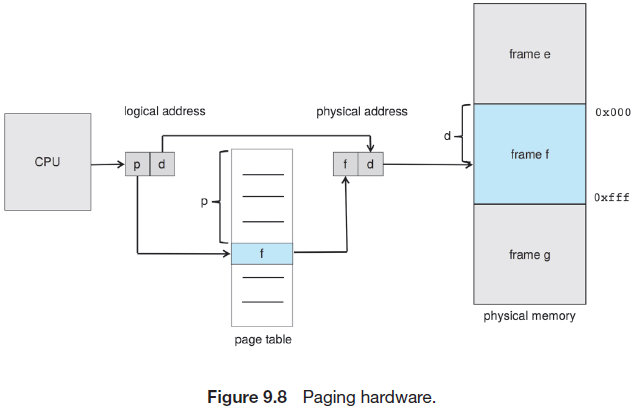 frame e
logical address
physical address
0x000
d
CPU
p d
f d
frame f
p
0xfff
f
frame g
physical memory
page table
Figure 9.8 Paging hardware.